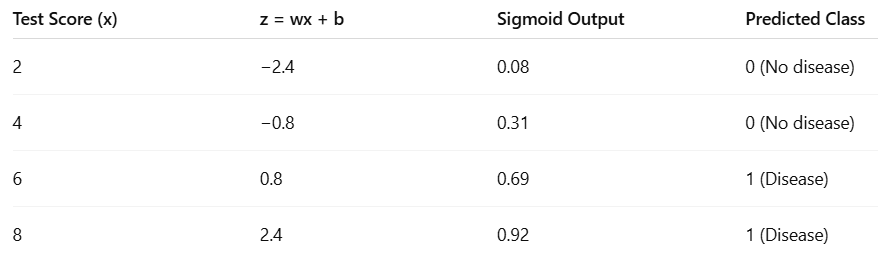 Test Score (x) z = wx + b Sigmoid Output Predicted Class
2 −2.4 0.08 0 (No disease)
4 −0.8 0.31 0 (No disease)
6 0.8 0.69 1 (Disease)
8 2.4 0.92 1 (Disease)